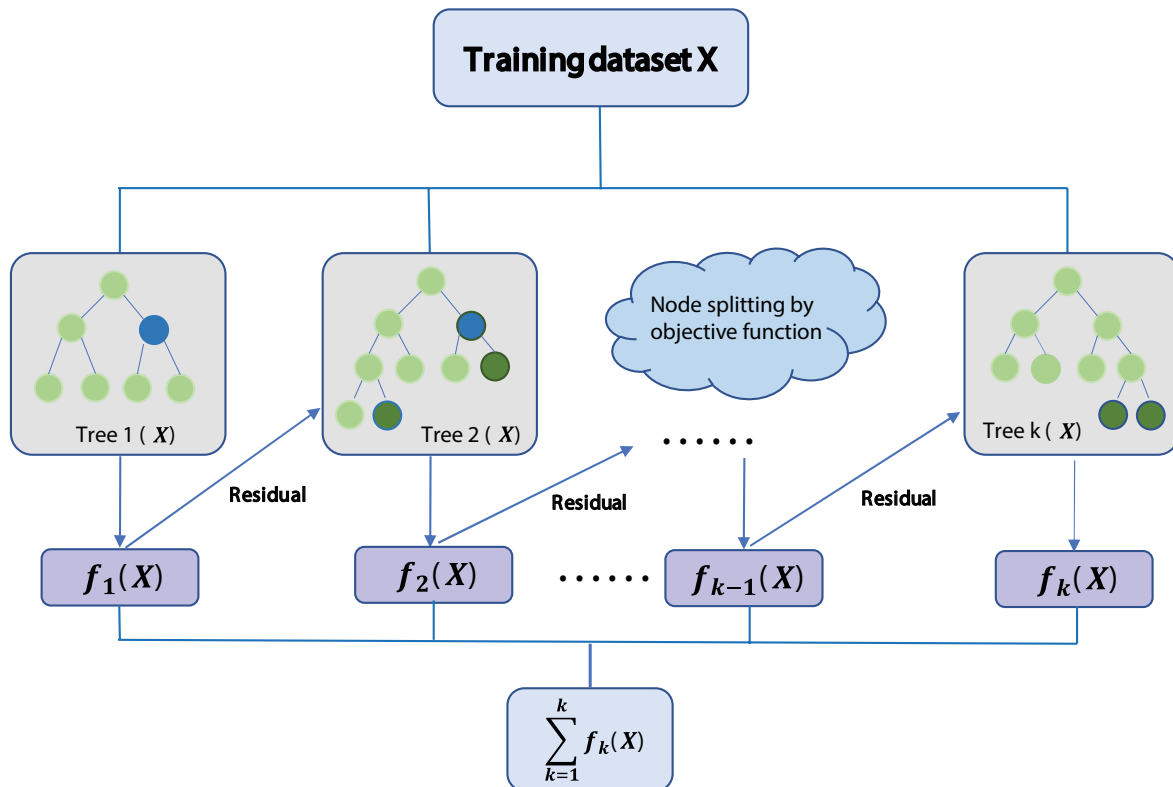 Training dataset X
Node splitting by
objective function
Tree 1 ( X)
Tree 2 ( X)
......
Tree k ( X)
Residual
Residual
Residual
f1(X)
f2(X)
......
fk−1(X)
fk(X)
k
∑ fk(X)
k=1